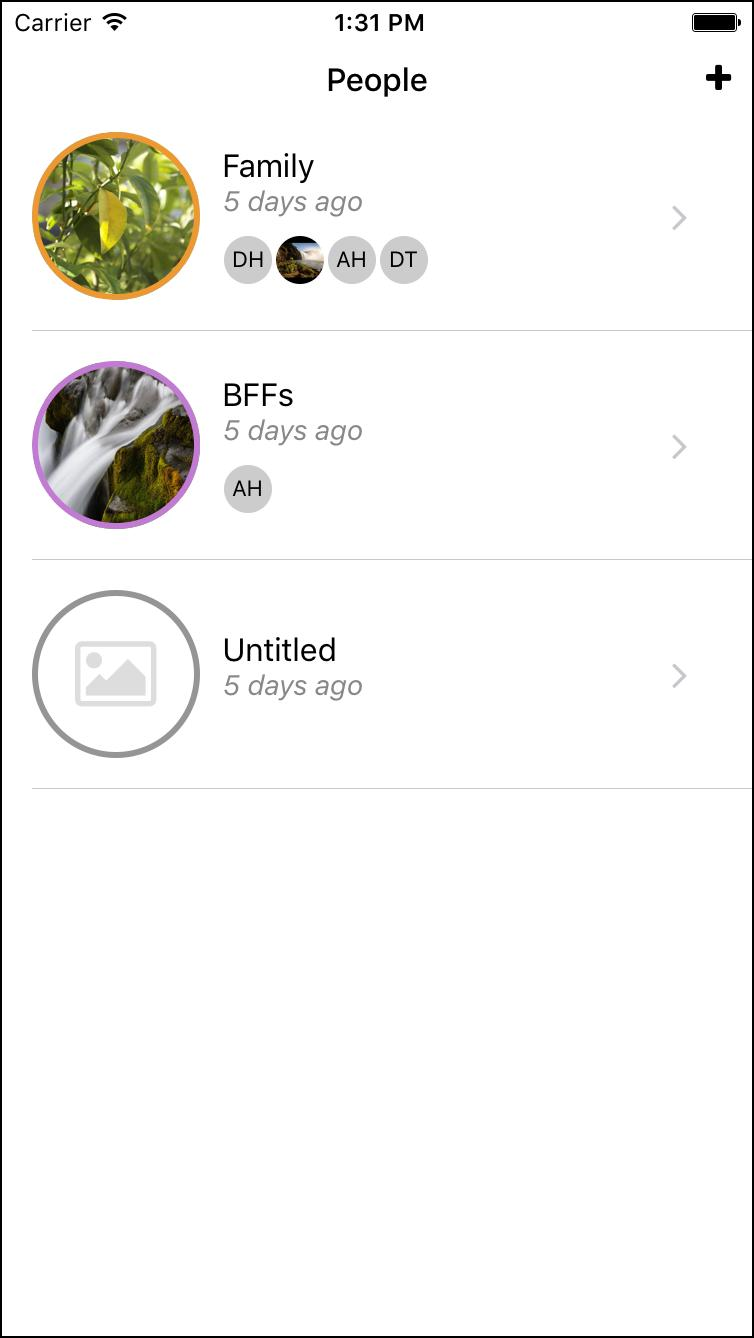 Carrier 1:31 PM
People
Family
5 days ago
DH AH DT
BFFs
5 days ago
AH
Untitled
5 days ago